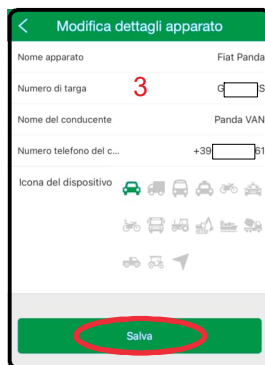 Modifica dettagli apparato
Nome apparato Fiat Panda
Numero di targa 3 G S
Nome del conducente Panda VAN
Numero telefono del c... +39 61
Icona del dispositivo
Salva